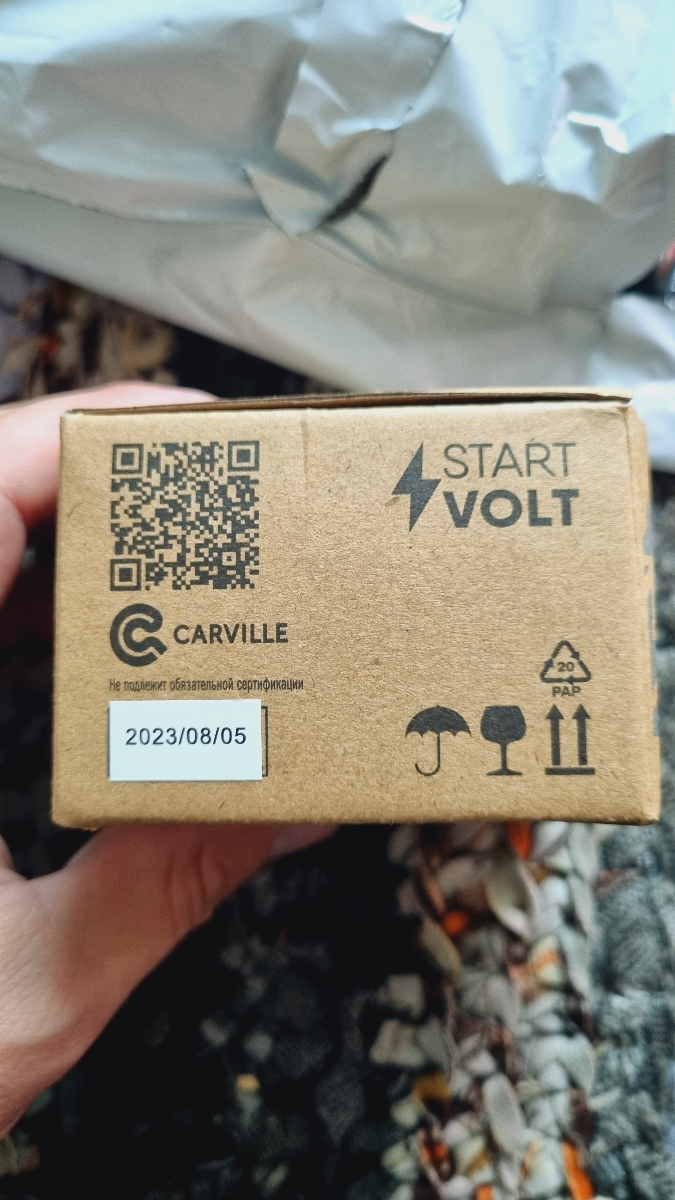 START
VOLT
CARVILLE
Не подлежит обязательной сертификации
2023/08/05
20
PAP